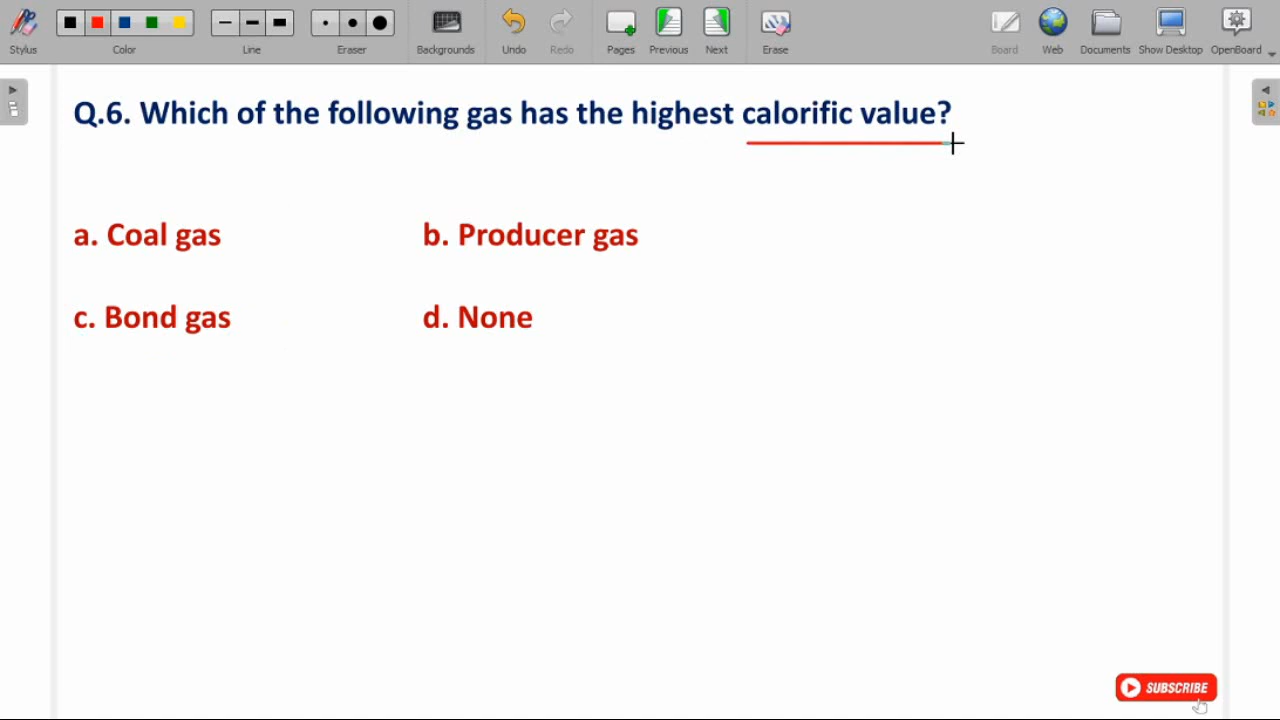 Stylus Color Line Eraser Backgrounds Undo Redo Pages Previous Next Erase Board Web Documents Show Desktop OpenBoard
Q.6. Which of the following gas has the highest calorific value?
a. Coal gas b. Producer gas
c. Bond gas d. None
SUBSCRIBE